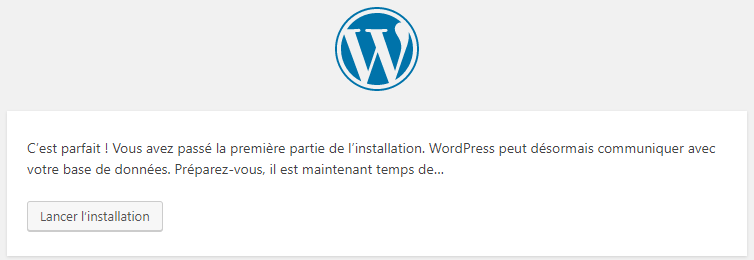 C’est parfait ! Vous avez passé la première partie de l’installation. WordPress peut désormais communiquer avec
votre base de données. Préparez-vous, il est maintenant temps de…
Lancer l’installation